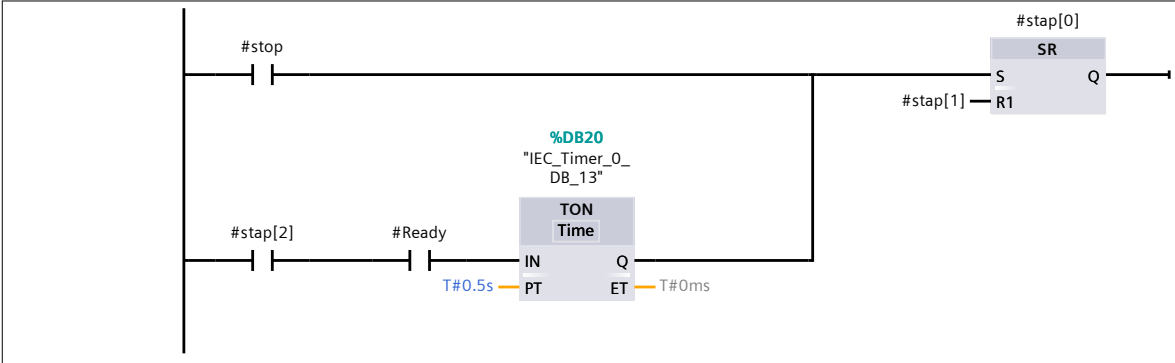 #stap[0]
#stop
SR
S Q
#stap[1] R1
%DB20
"IEC_Timer_0_
DB_13"
TON
Time
#stap[2] #Ready
IN Q
T#0.5s PT ET T#0ms